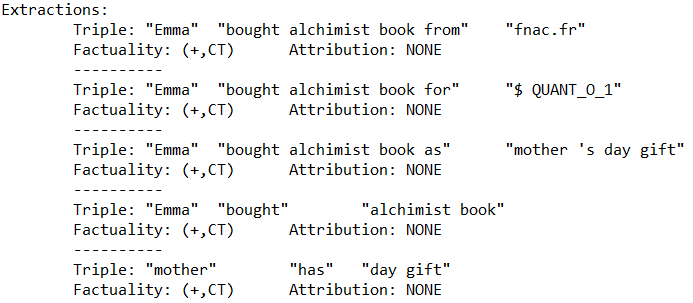 Extractions:
Triple: "Emma" "bought alchimist book from" "fnac.fr"
Factuality: (+,CT) Attribution: NONE
----------
Triple: "Emma" "bought alchimist book for" "$ QUANT_O_1"
Factuality: (+,CT) Attribution: NONE
----------
Triple: "Emma" "bought alchimist book as" "mother 's day gift"
Factuality: (+,CT) Attribution: NONE
----------
Triple: "Emma" "bought" "alchimist book"
Factuality: (+,CT) Attribution: NONE
----------
Triple: "mother" "has" "day gift"
Factuality: (+,CT) Attribution: NONE